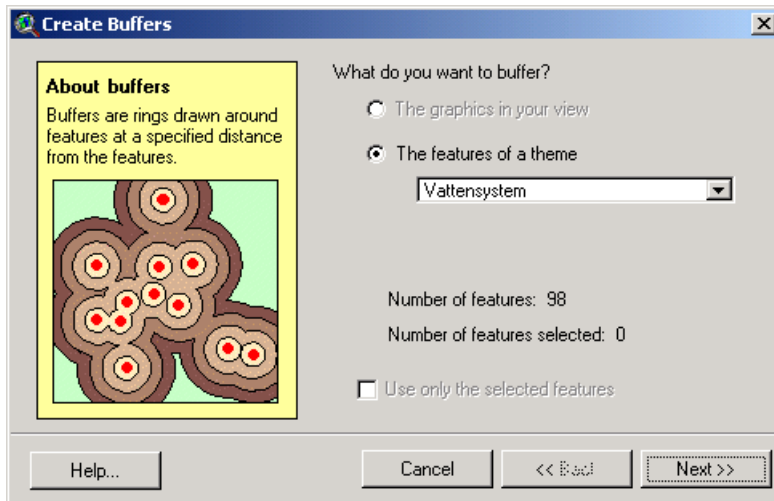 Create Buffers
About buffers
Buffers are rings drawn around
features at a specified distance
from the features.
What do you want to buffer?
The graphics in your view
The features of a theme
Vattensystem
Number of features: 98
Number of features selected: 0
Use only the selected features
Help...
Cancel
<< Back
Next >>